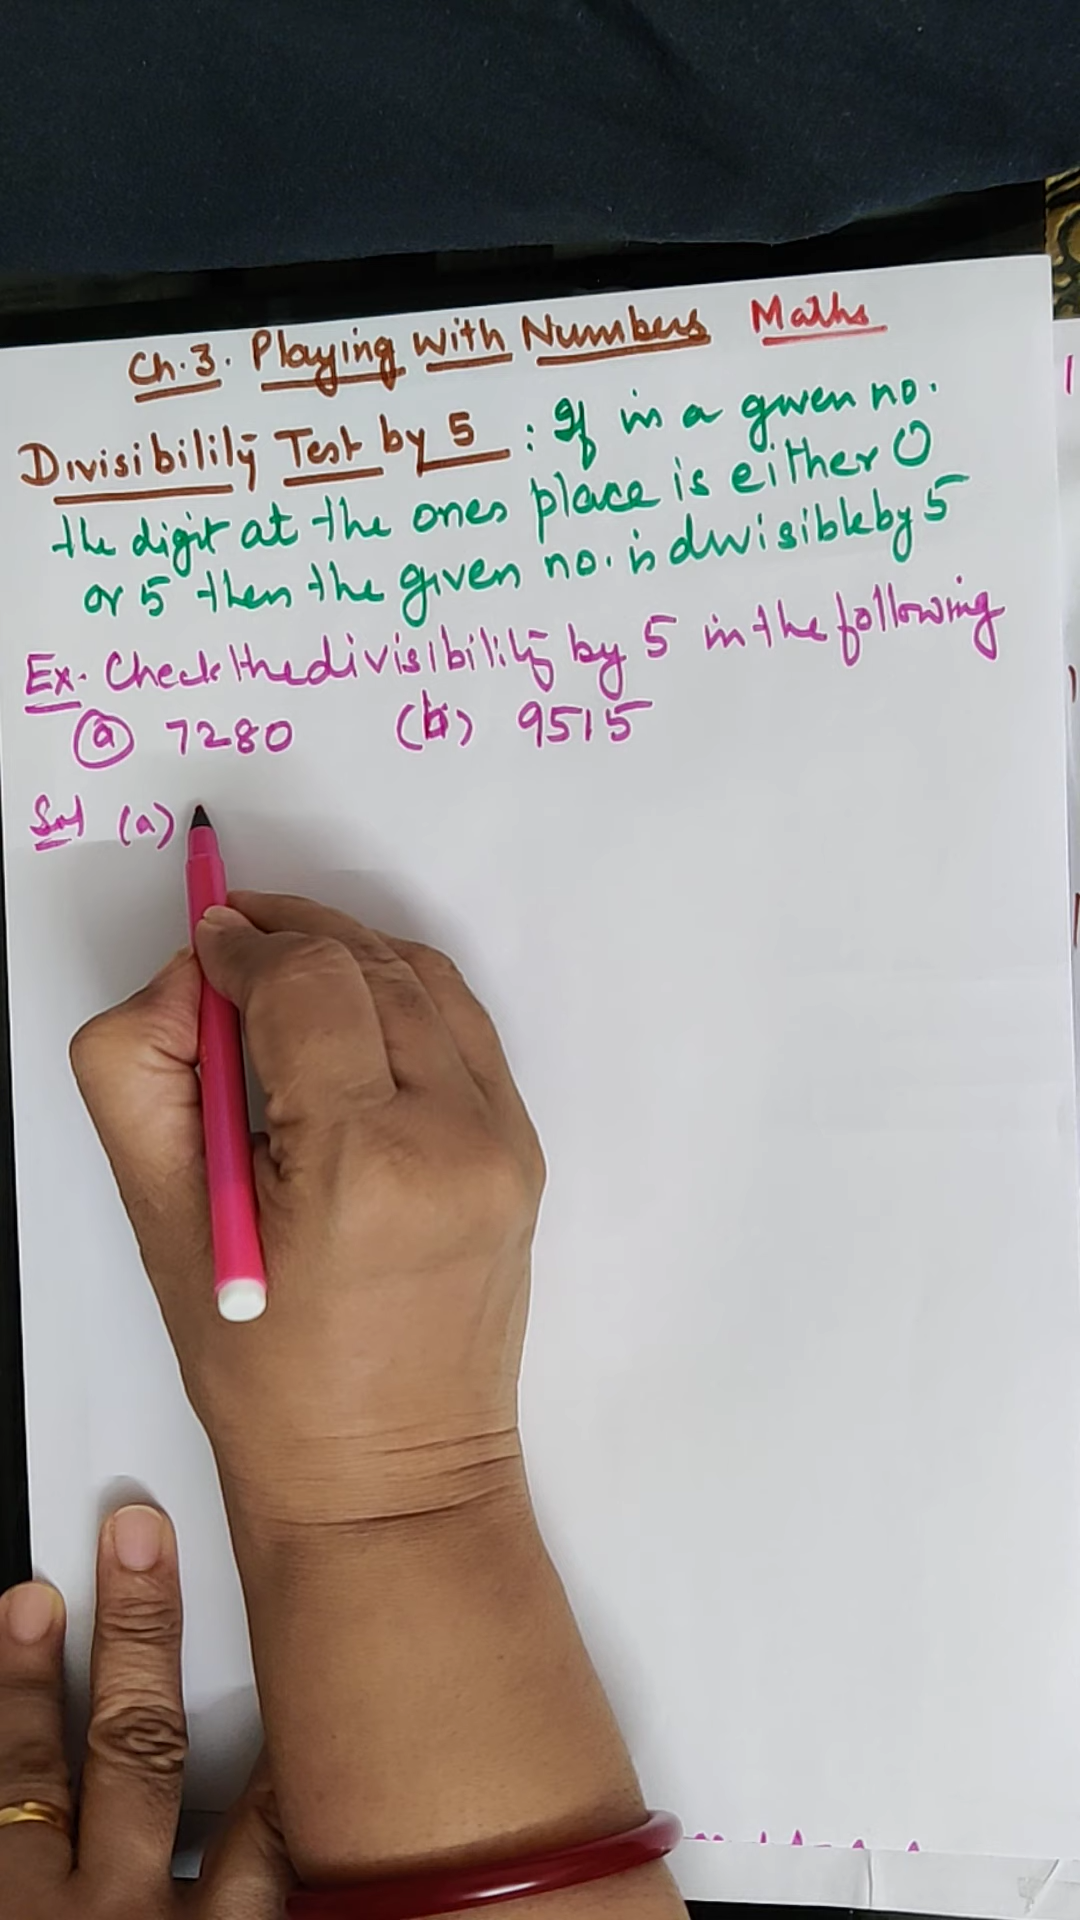 Ch.3. Playing With Numbers Maths
Divisibility Test by 5 : If in a given no.
the digit at the ones place is either 0
or 5 then the given no. is divisible by 5
Ex. Check the divisibility by 5 in the following
(a) 7280 (b) 9515
Sol (a)